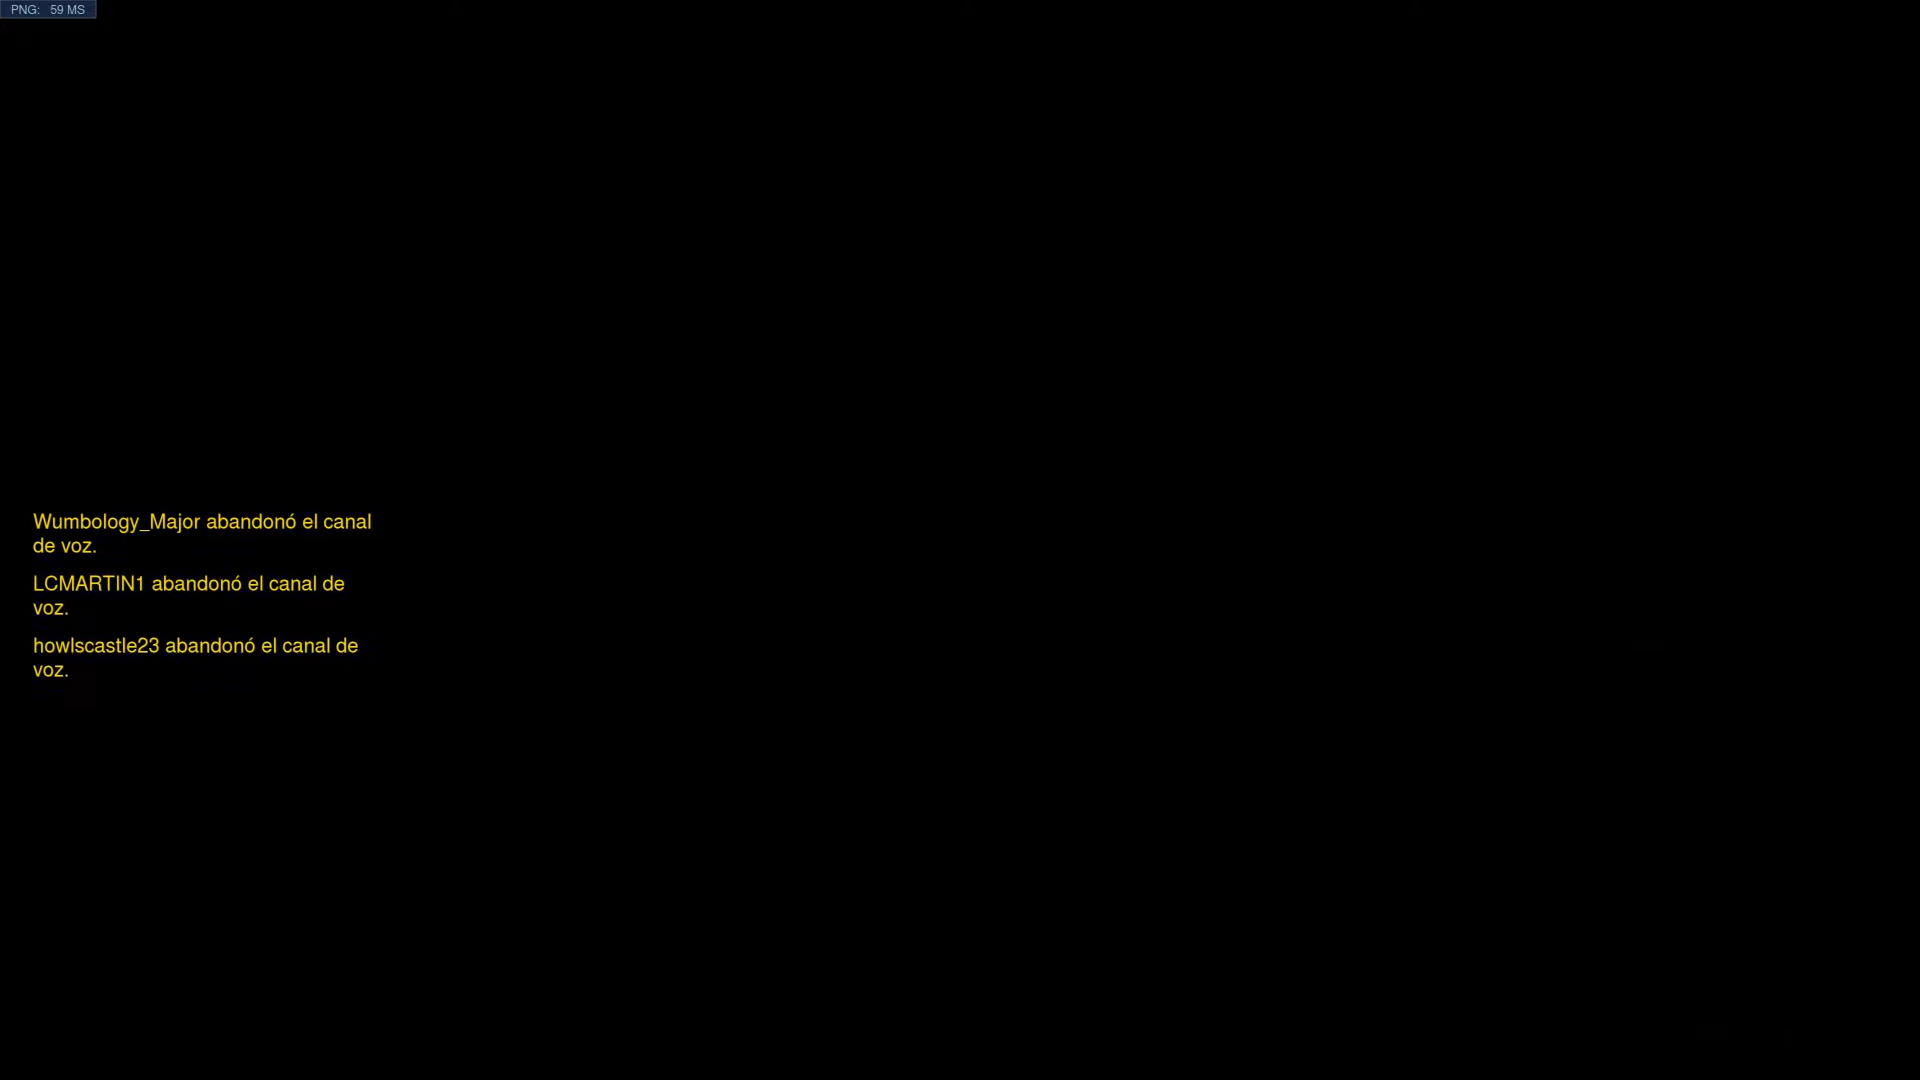 PNG: 59 MS
Wumbology_Major abandonó el canal
de voz.
LCMARTIN1 abandonó el canal de
voz.
howlscastle23 abandonó el canal de
voz.